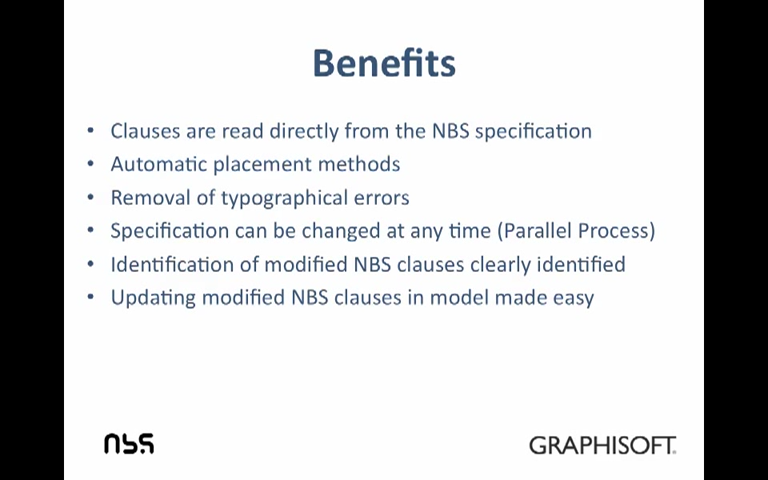 Benefits
• Clauses are read directly from the NBS specification
• Automatic placement methods
• Removal of typographical errors
• Specification can be changed at any time (Parallel Process)
• Identification of modified NBS clauses clearly identified
• Updating modified NBS clauses in model made easy
nbs
GRAPHISOFT.